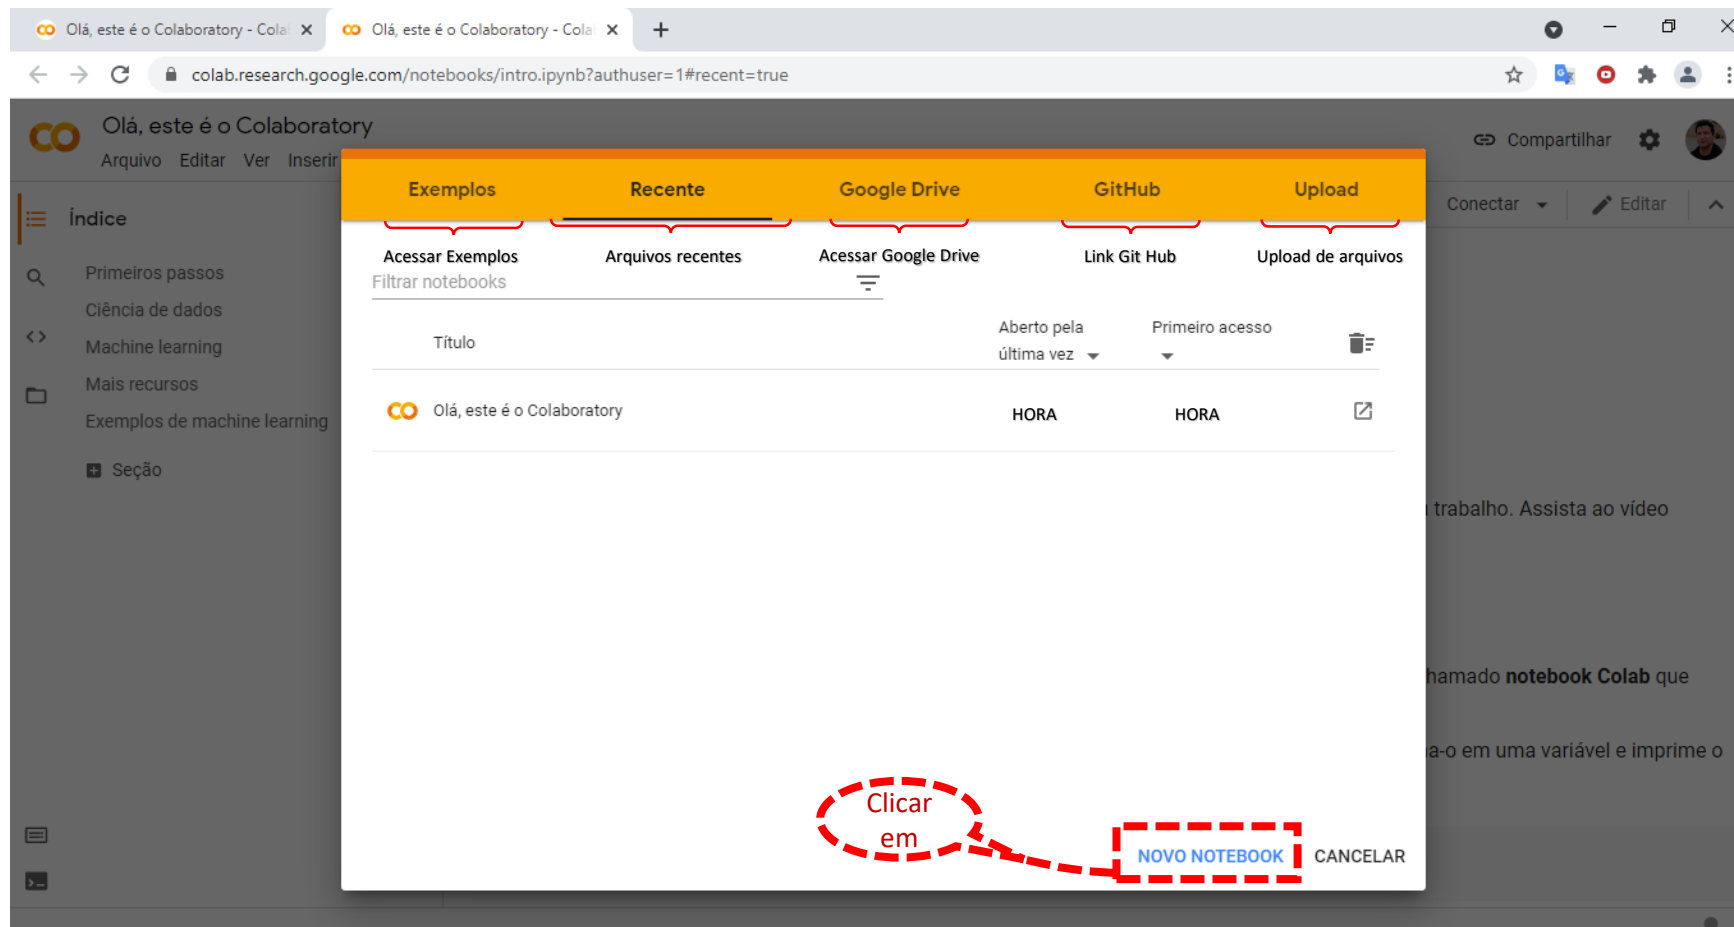 Olá, este é o Colaboratory - Cola
Olá, este é o Colaboratory - Cola
colab.research.google.com/notebooks/intro.ipynb?authuser=1#recent=true
Olá, este é o Colaboratory
Arquivo Editar Ver Inserir
Compartilhar
Exemplos Recente Google Drive GitHub Upload
Conectar Editar
Índice
Acessar Exemplos Arquivos recentes Acessar Google Drive Link Git Hub Upload de arquivos
Filtrar notebooks
Primeiros passos
Ciência de dados
Machine learning
Mais recursos
Exemplos de machine learning
Seção
Título
Aberto pela
última vez
Primeiro acesso
Olá, este é o Colaboratory HORA HORA
trabalho. Assista ao vídeo
hamado notebook Colab que
a-o em uma variável e imprime o
Clicar
em
NOVO NOTEBOOK CANCELAR